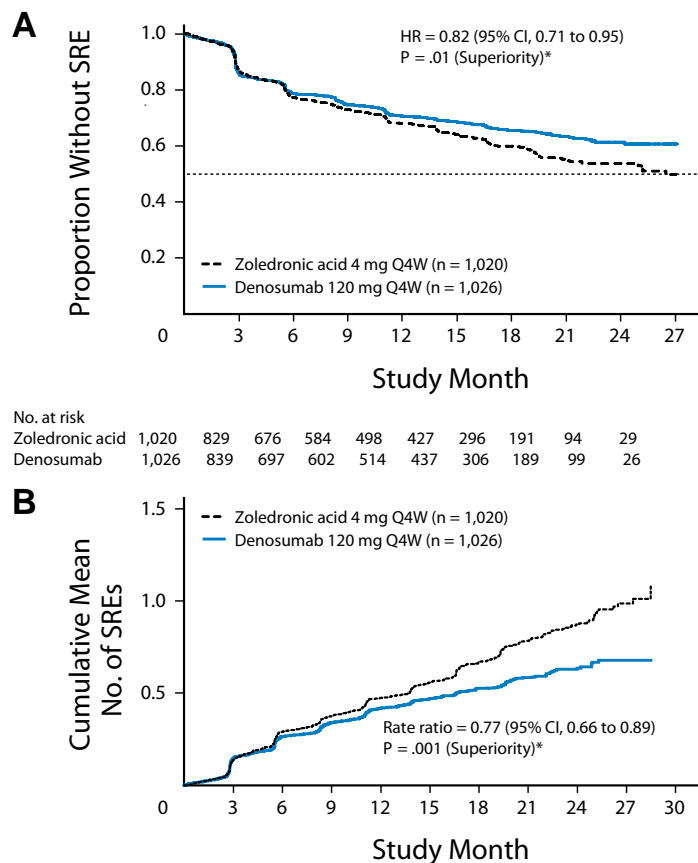 A
Proportion Without SRE
1.0
0.8
0.6
0.4
0.2
HR = 0.82 (95% CI, 0.71 to 0.95)
P = .01 (Superiority)*
Zoledronic acid 4 mg Q4W (n = 1,020)
Denosumab 120 mg Q4W (n = 1,026)
0 3 6 9 12 15 18 21 24 27
Study Month
No. at risk
Zoledronic acid 1,020 829 676 584 498 427 296 191 94 29
Denosumab 1,026 839 697 602 514 437 306 189 99 26
B
Cumulative Mean
No. of SREs
1.5
1.0
0.5
Zoledronic acid 4 mg Q4W (n = 1,020)
Denosumab 120 mg Q4W (n = 1,026)
Rate ratio = 0.77 (95% CI, 0.66 to 0.89)
P = .001 (Superiority)*
0 3 6 9 12 15 18 21 24 27 30
Study Month